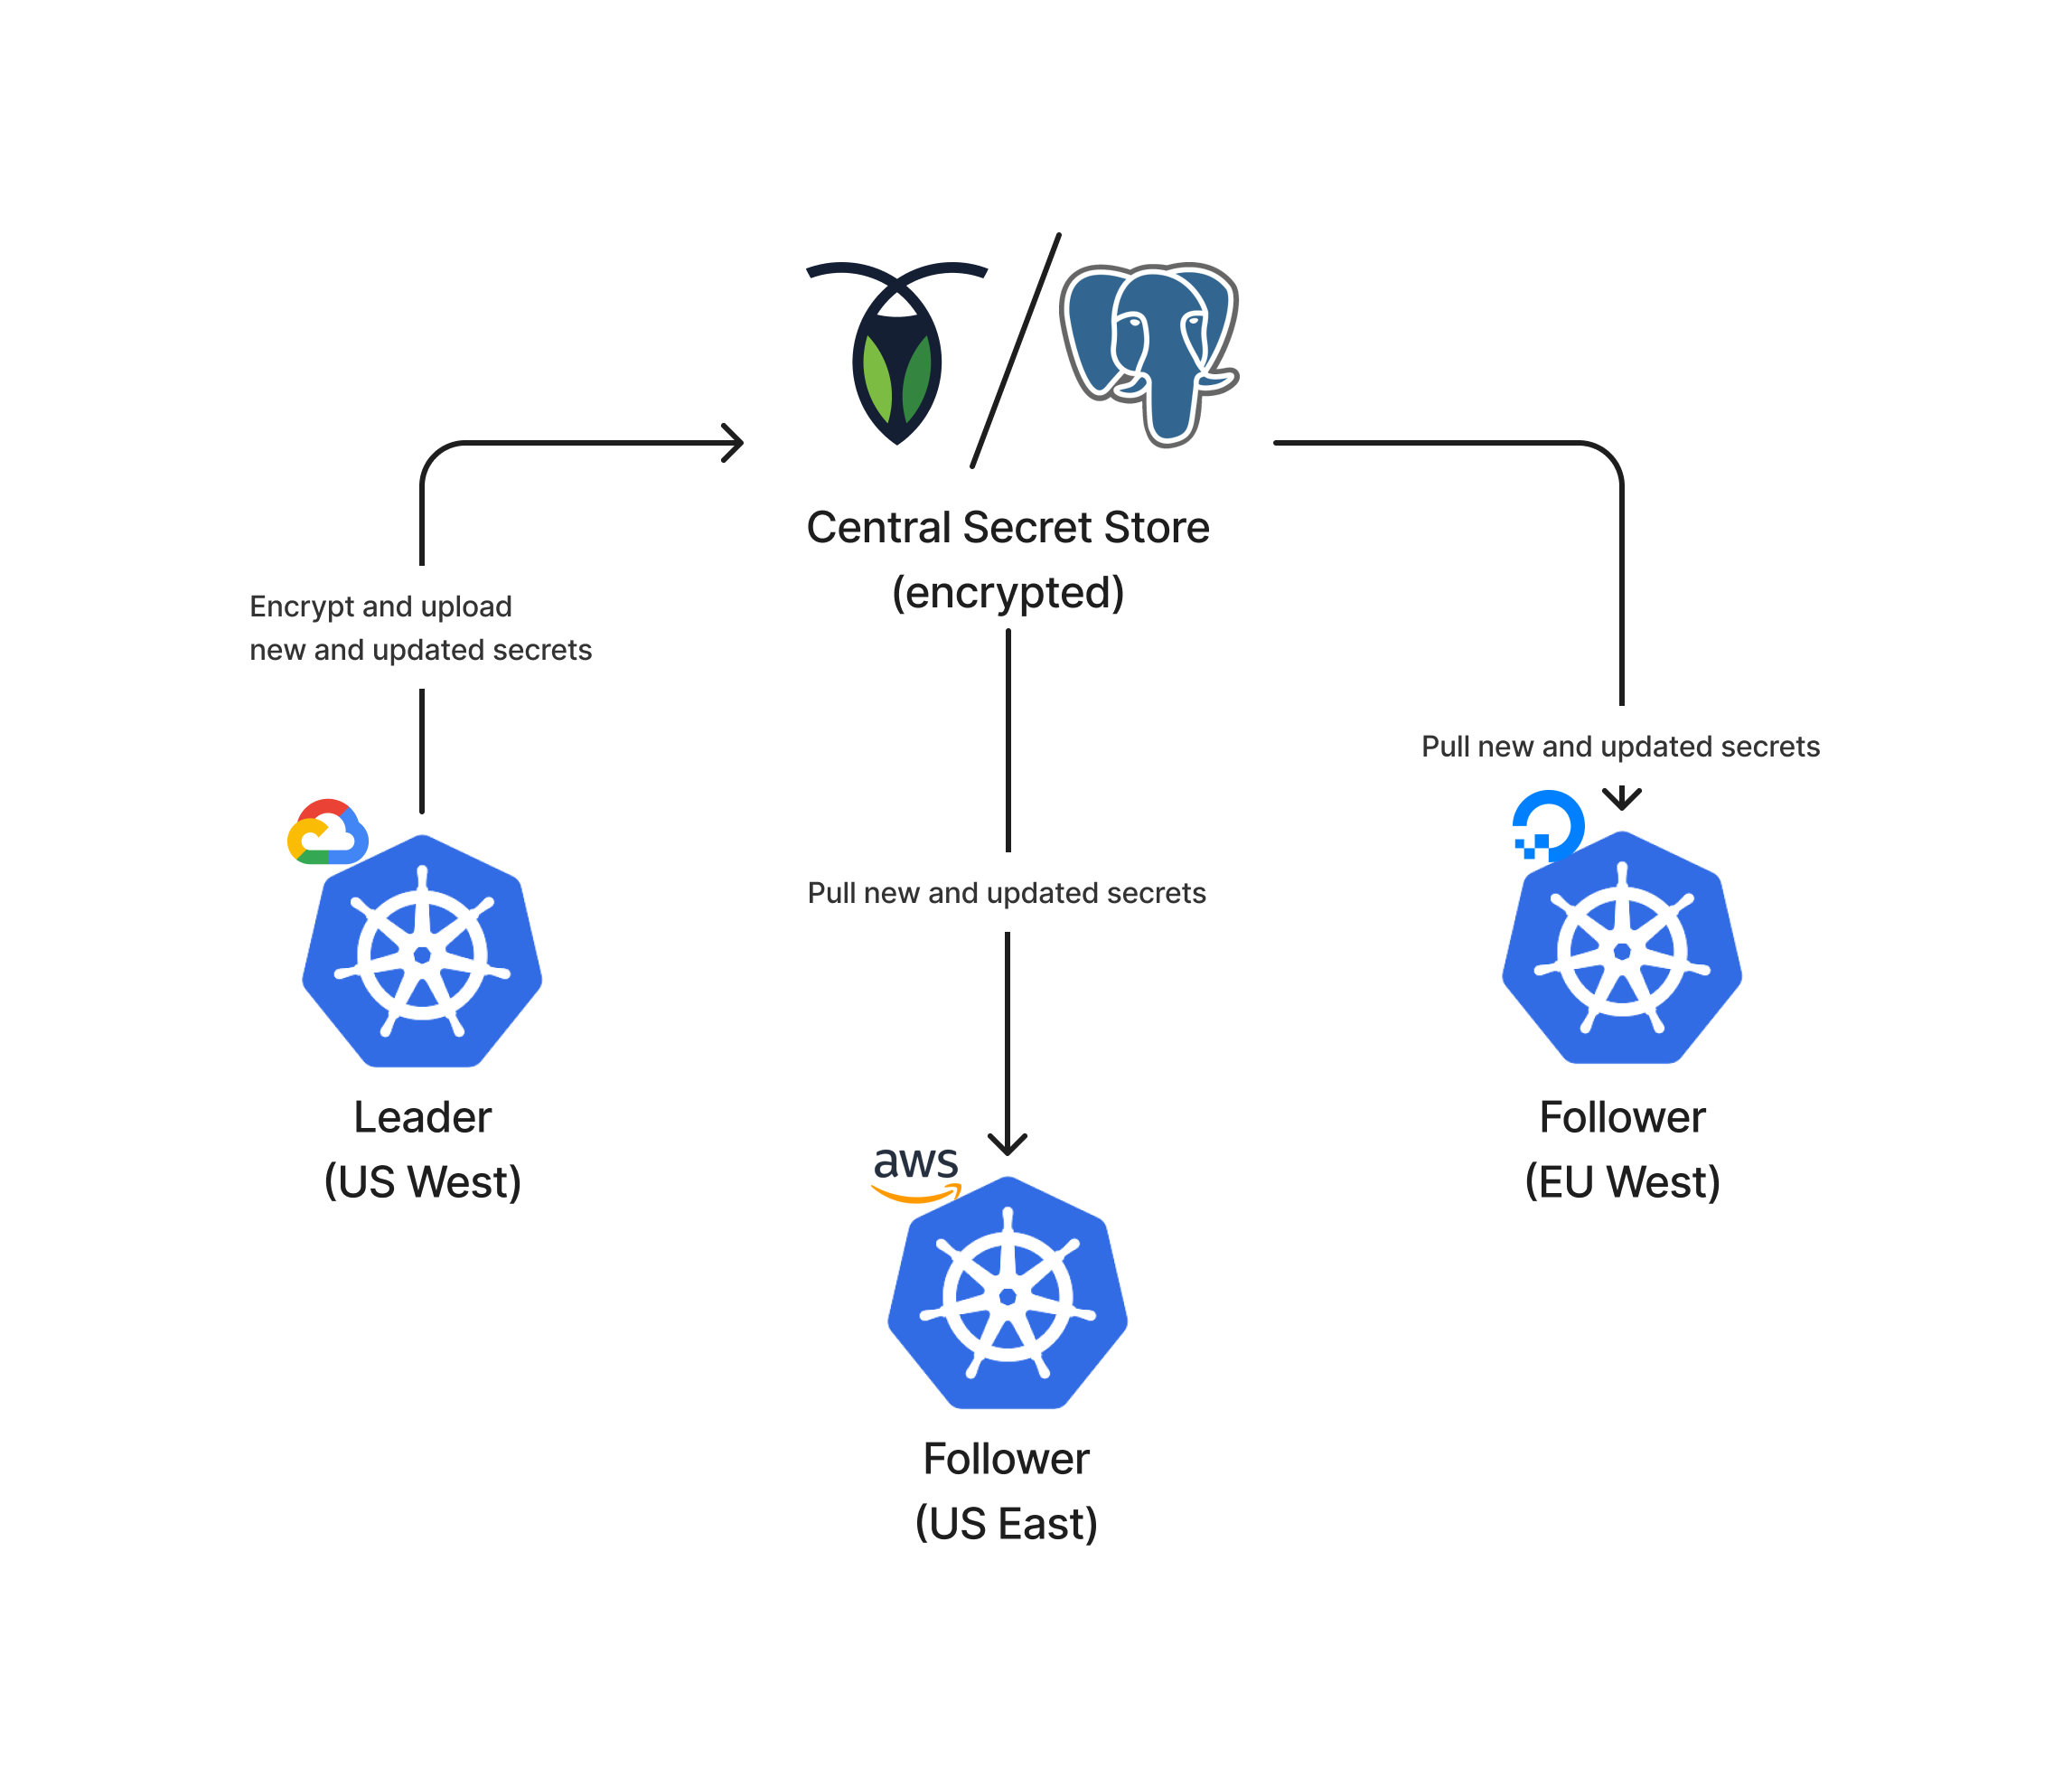 Central Secret Store
(encrypted)
Encrypt and upload
new and updated secrets
Pull new and updated secrets
Pull new and updated secrets
Leader
(US West)
aws
Follower
(US East)
Follower
(EU West)